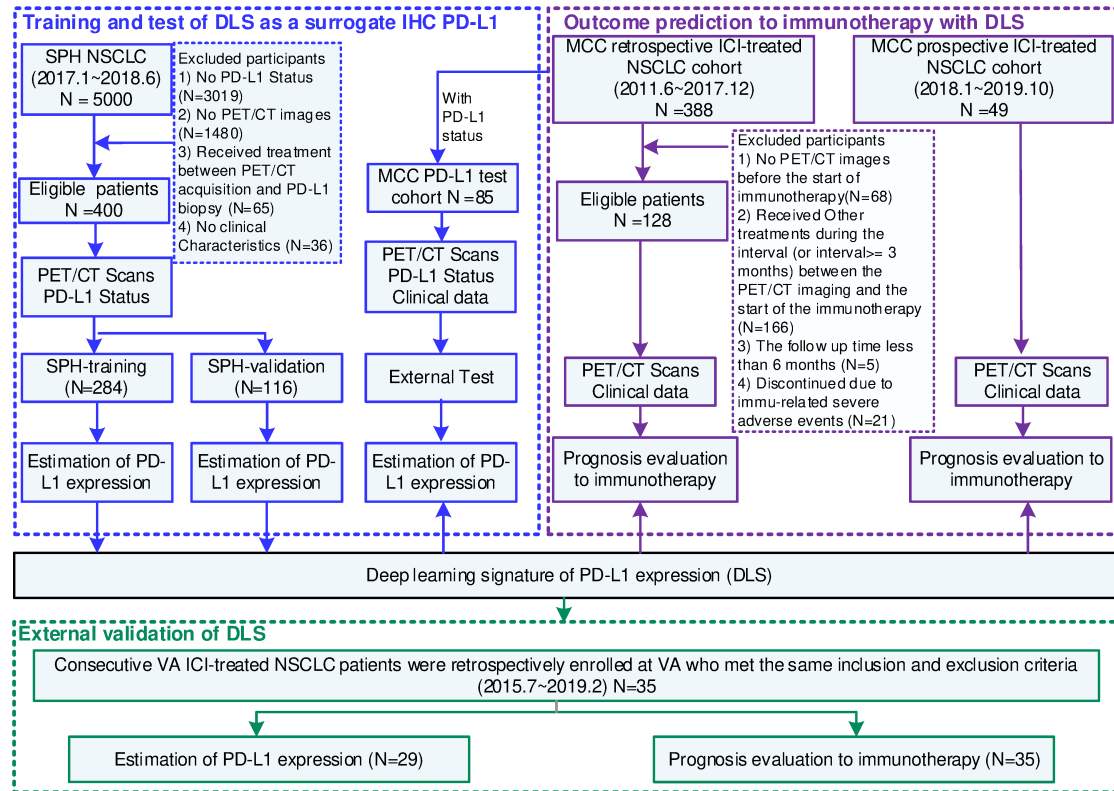 Training and test of DLS as a surrogate IHC PD-L1
SPH NSCLC
(2017.1~2018.6)
N = 5000
Excluded participants
1) No PD-L1 Status
(N=3019)
2) No PET/CT images
(N=1480)
3) Received treatment
between PET/CT
acquisition and PD-L1
biopsy (N=65)
4) No clinical
Characteristics (N=36)
Eligible patients
N =400
PET/CT Scans
PD-L1 Status
SPH-training
(N=284)
SPH-validation
(N=116)
Estimation of PD-
L1 expression
Estimation of PD-
L1 expression
With
PD-L1
status
MCC PD-L1 test
cohort N =85
PET/CT Scans
PD-L1 Status
Clinical data
External Test
Estimation of PD-
L1 expression
Outcome prediction to immunotherapy with DLS
MCC retrospective ICI-treated
NSCLC cohort
(2011.6~2017.12)
N =388
MCC prospective ICI-treated
NSCLC cohort
(2018.1~2019.10)
N =49
Excluded participants
1) No PET/CT images
before the start of
immunotherapy(N=68)
2) Received Other
treatments during the
interval (or interval>= 3
months) between the
PET/CT imaging and the
start of the immunotherapy
(N=166)
3) The follow up time less
than 6 months (N=5)
4) Discontinued due to
immu-related severe
adverse events (N=21)
Eligible patients
N =128
PET/CT Scans
Clinical data
PET/CT Scans
Clinical data
Prognosis evaluation
to immunotherapy
Prognosis evaluation to
immunotherapy
Deep learning signature of PD-L1 expression (DLS)
External validation of DLS
Consecutive VA ICI-treated NSCLC patients were retrospectively enrolled at VA who met the same inclusion and exclusion criteria
(2015.7~2019.2) N=35
Estimation of PD-L1 expression (N=29)
Prognosis evaluation to immunotherapy (N=35)